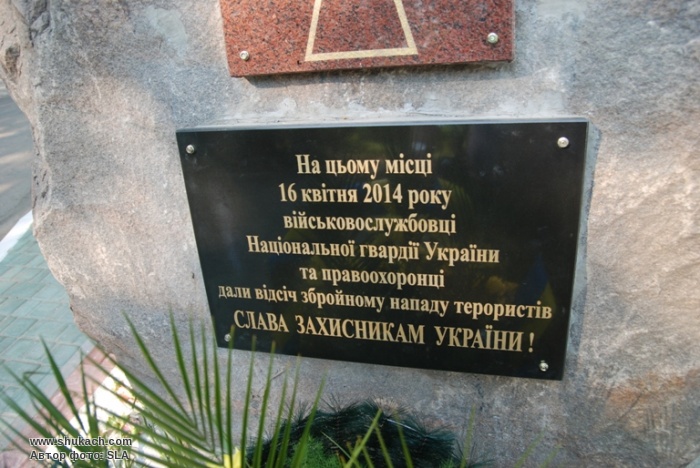 На цьому місці
16 квітня 2014 року
військовослужбовці
Національної гвардії України
та правоохоронці
дали відсіч збройному нападу терористів
СЛАВА ЗАХИСНИКАМ УКРАЇНИ !
www.shukach.com
Автор фото: SLA